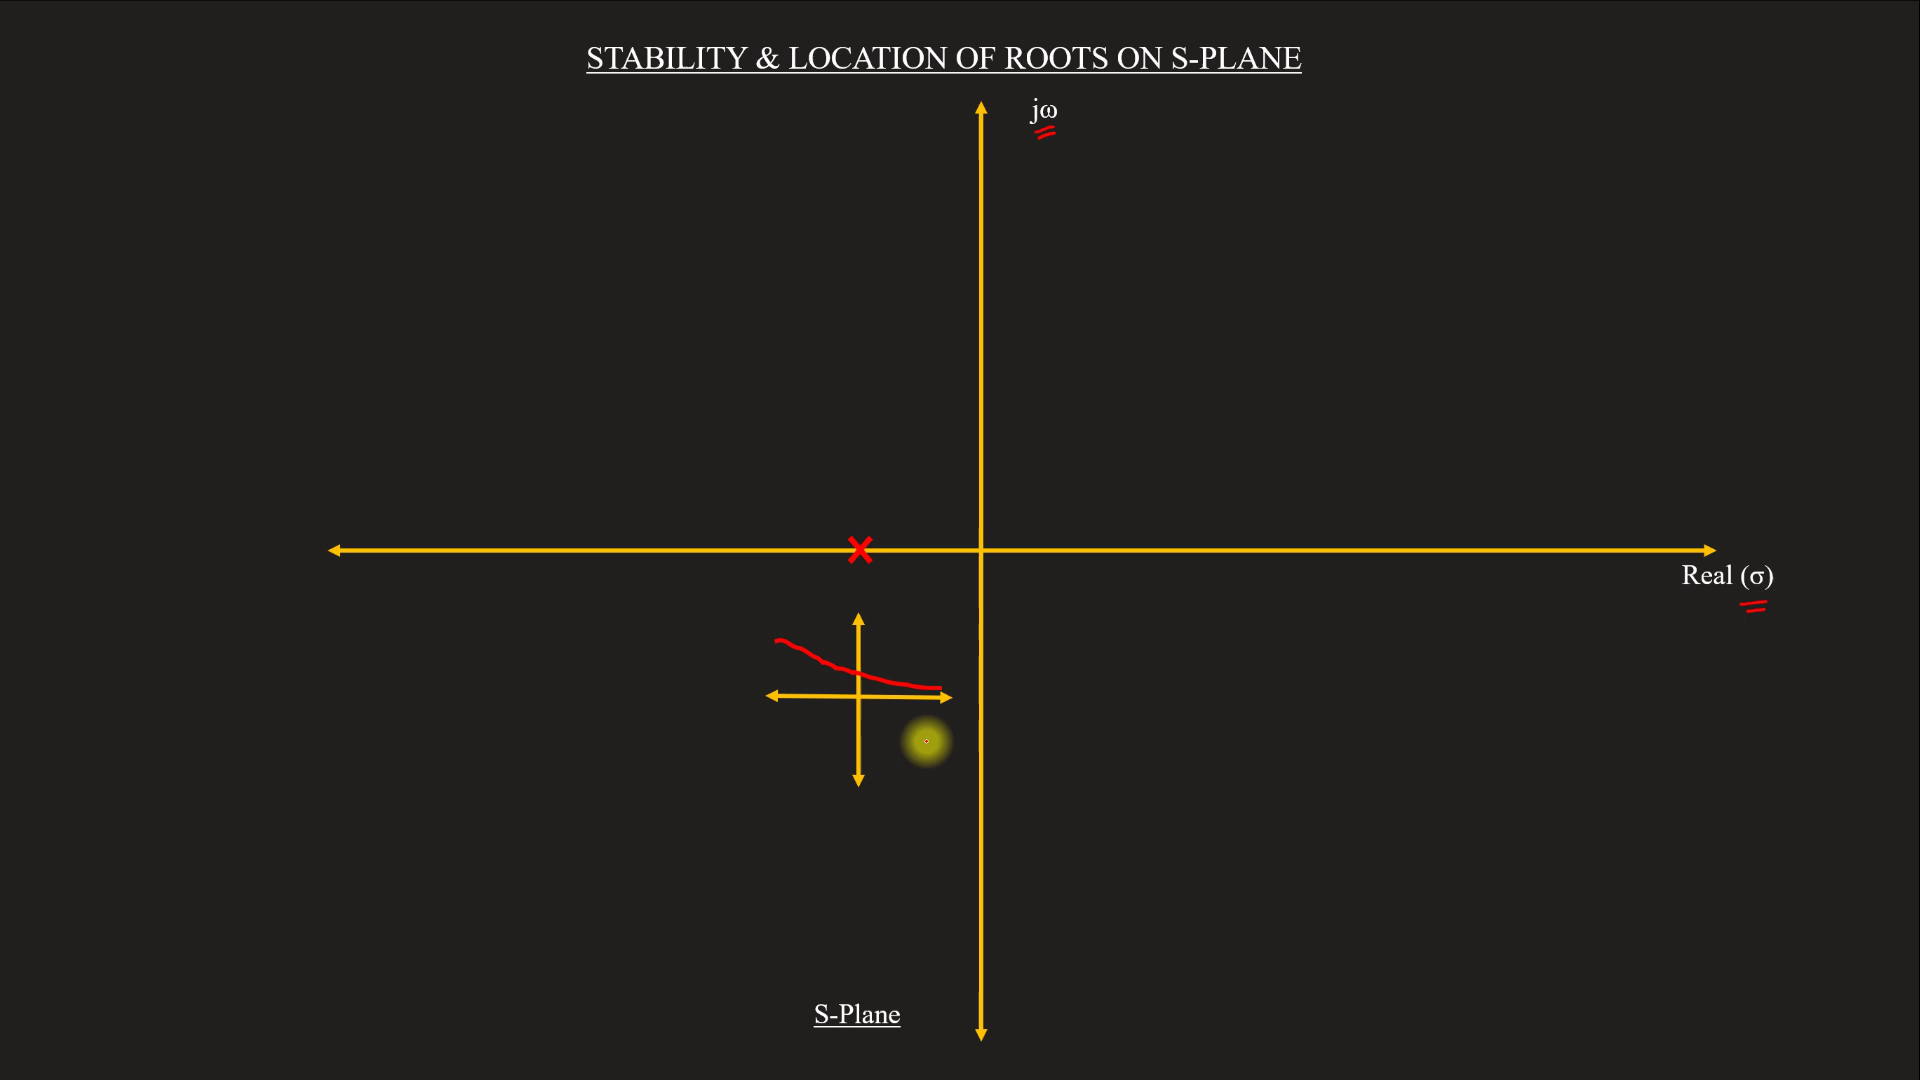 STABILITY & LOCATION OF ROOTS ON S-PLANE
jω
Real (σ)
S-Plane